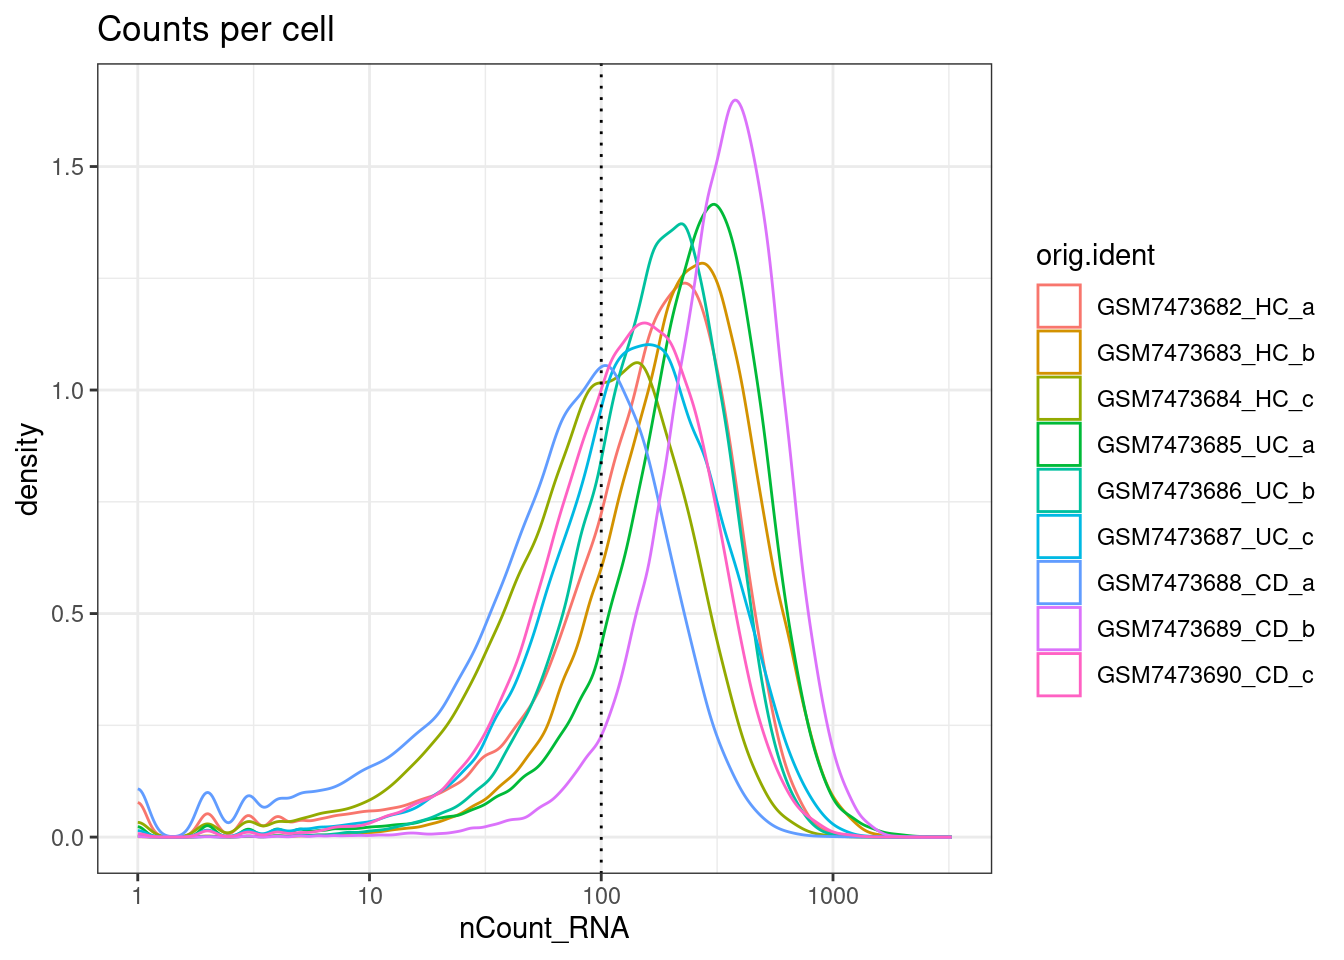 Counts per cell
1.5
1.0
0.5
0.0
density
1
10
100
1000
nCount_RNA
orig.ident
GSM7473682_HC_a
GSM7473683_HC_b
GSM7473684_HC_c
GSM7473685_UC_a
GSM7473686_UC_b
GSM7473687_UC_c
GSM7473688_CD_a
GSM7473689_CD_b
GSM7473690_CD_c